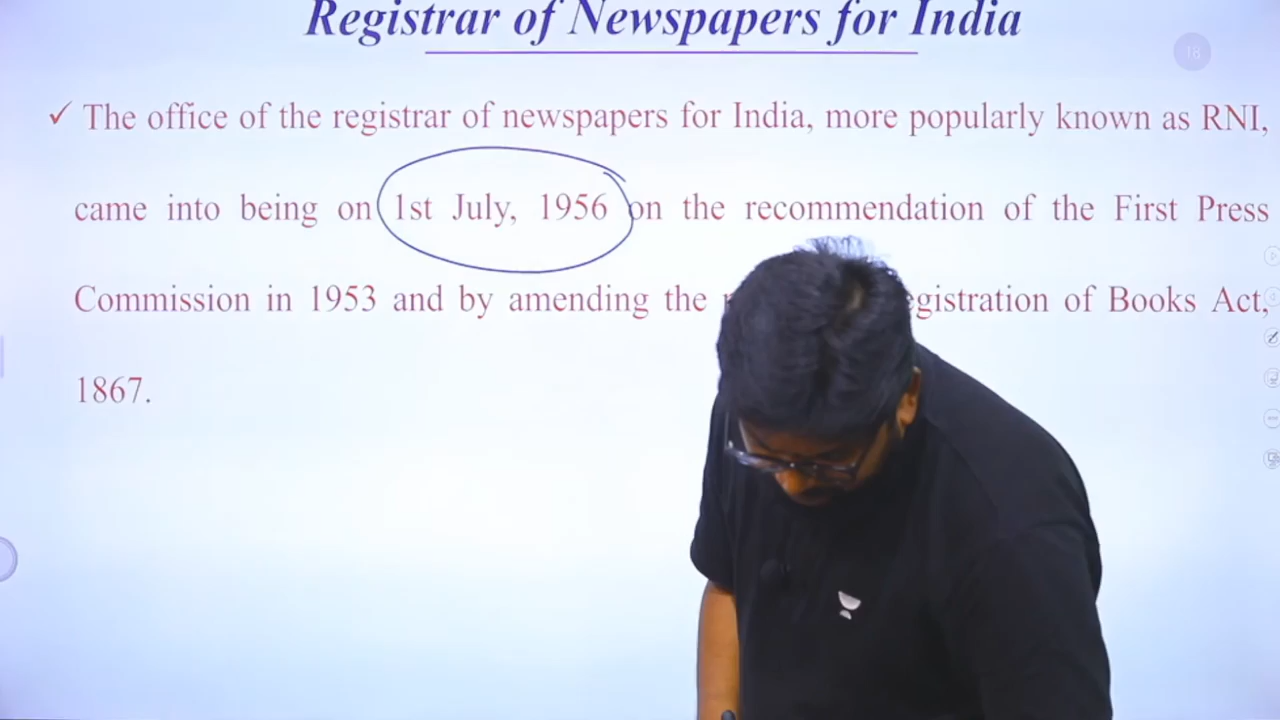 Registrar of Newspapers for India
18
✓ The office of the registrar of newspapers for India, more popularly known as RNI,
came into being on 1st July, 1956 on the recommendation of the First Press
Commission in 1953 and by amending the egistration of Books Act,
1867.